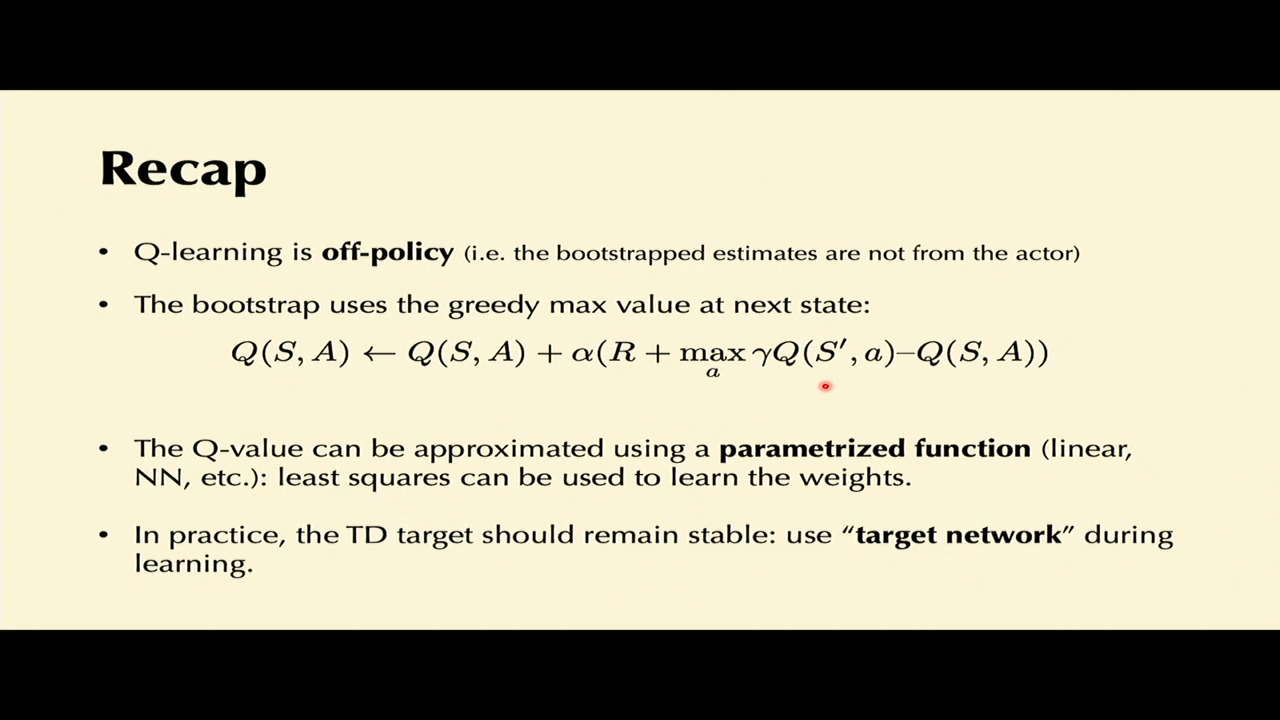 Recap
• Q-learning is off-policy (i.e. the bootstrapped estimates are not from the actor)
• The bootstrap uses the greedy max value at next state:
Q(S, A) ← Q(S, A) + α(R + max_a γQ(S′, a)–Q(S, A))
• The Q-value can be approximated using a parametrized function (linear,
NN, etc.): least squares can be used to learn the weights.
• In practice, the TD target should remain stable: use “target network” during
learning.